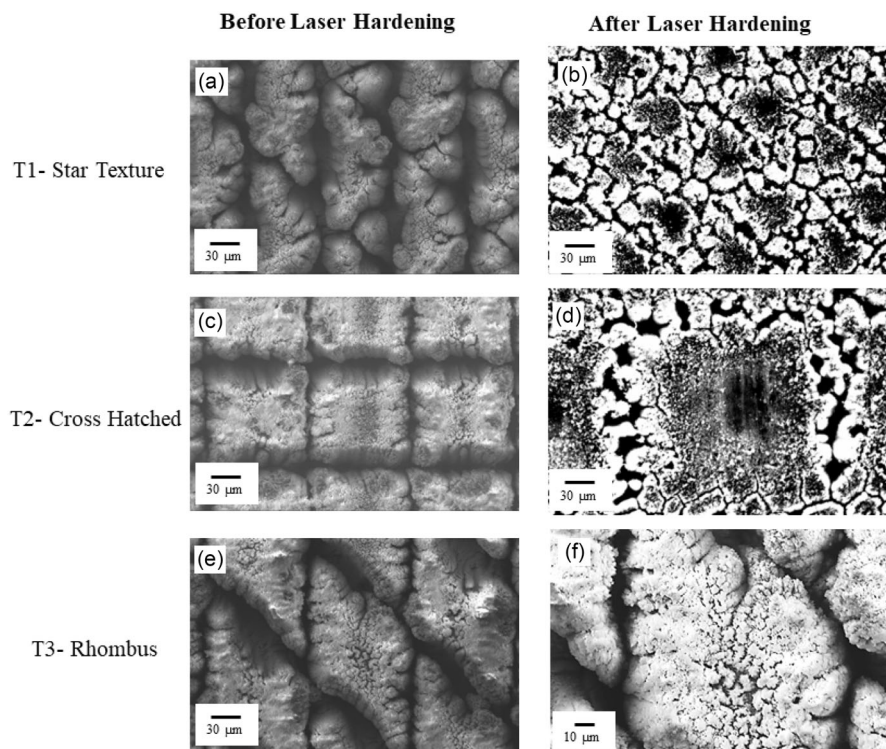 Before Laser Hardening
After Laser Hardening
(a)
(b)
T1- Star Texture
30 μm
30 μm
(c)
(d)
T2- Cross Hatched
30 μm
30 μm
(e)
(f)
T3- Rhombus
30 μm
10 μm